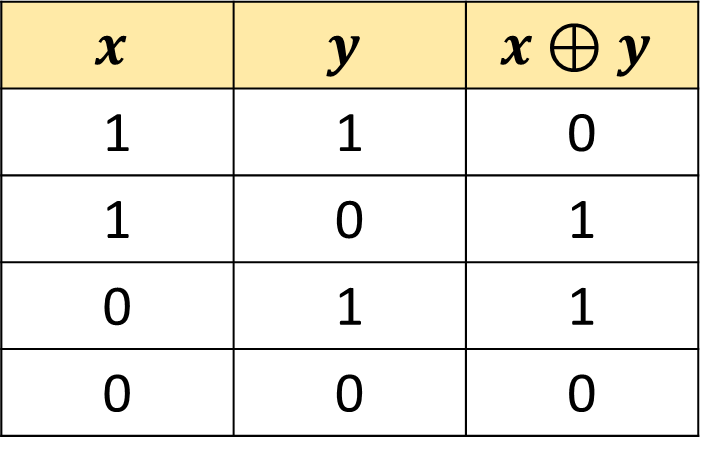 x y x ⊕ y
1 1 0
1 0 1
0 1 1
0 0 0